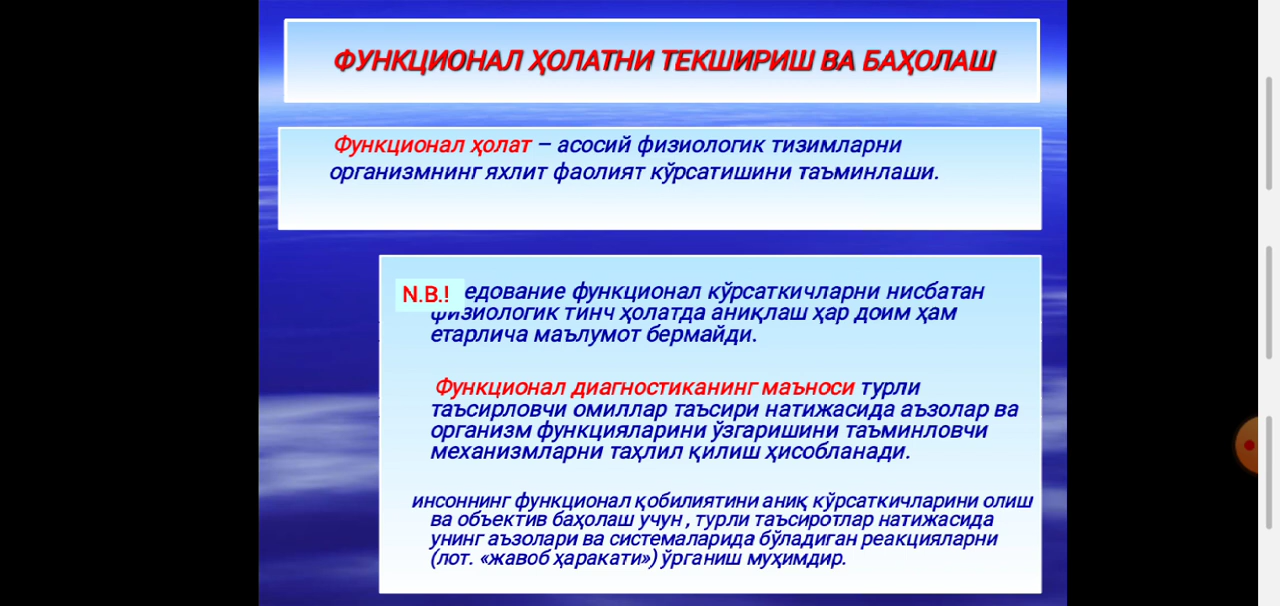 ФУНКЦИОНАЛ ҲОЛАТНИ ТЕКШИРИШ ВА БАҲОЛАШ
Функционал ҳолат – асосий физиологик тизимларни
организмнинг яхлит фаолият кўрсатишини таъминлаши.
N.B.! едование функционал кўрсаткичларни нисбатан
физиологик тинч ҳолатда аниқлаш ҳар доим ҳам
етарлича маълумот бермайди.
Функционал диагностиканинг маъноси турли
таъсирловчи омиллар таъсири натижасида аъзолар ва
организм функцияларини ўзгаришини таъминловчи
механизмларни таҳлил қилиш ҳисобланади.
инсоннинг функционал қобилиятини аниқ кўрсаткичларини олиш
ва объектив баҳолаш учун , турли таъсиротлар натижасида
унинг аъзолари ва системаларида бўладиган реакцияларни
(лот. «жавоб ҳаракати») ўрганиш муҳимдир.